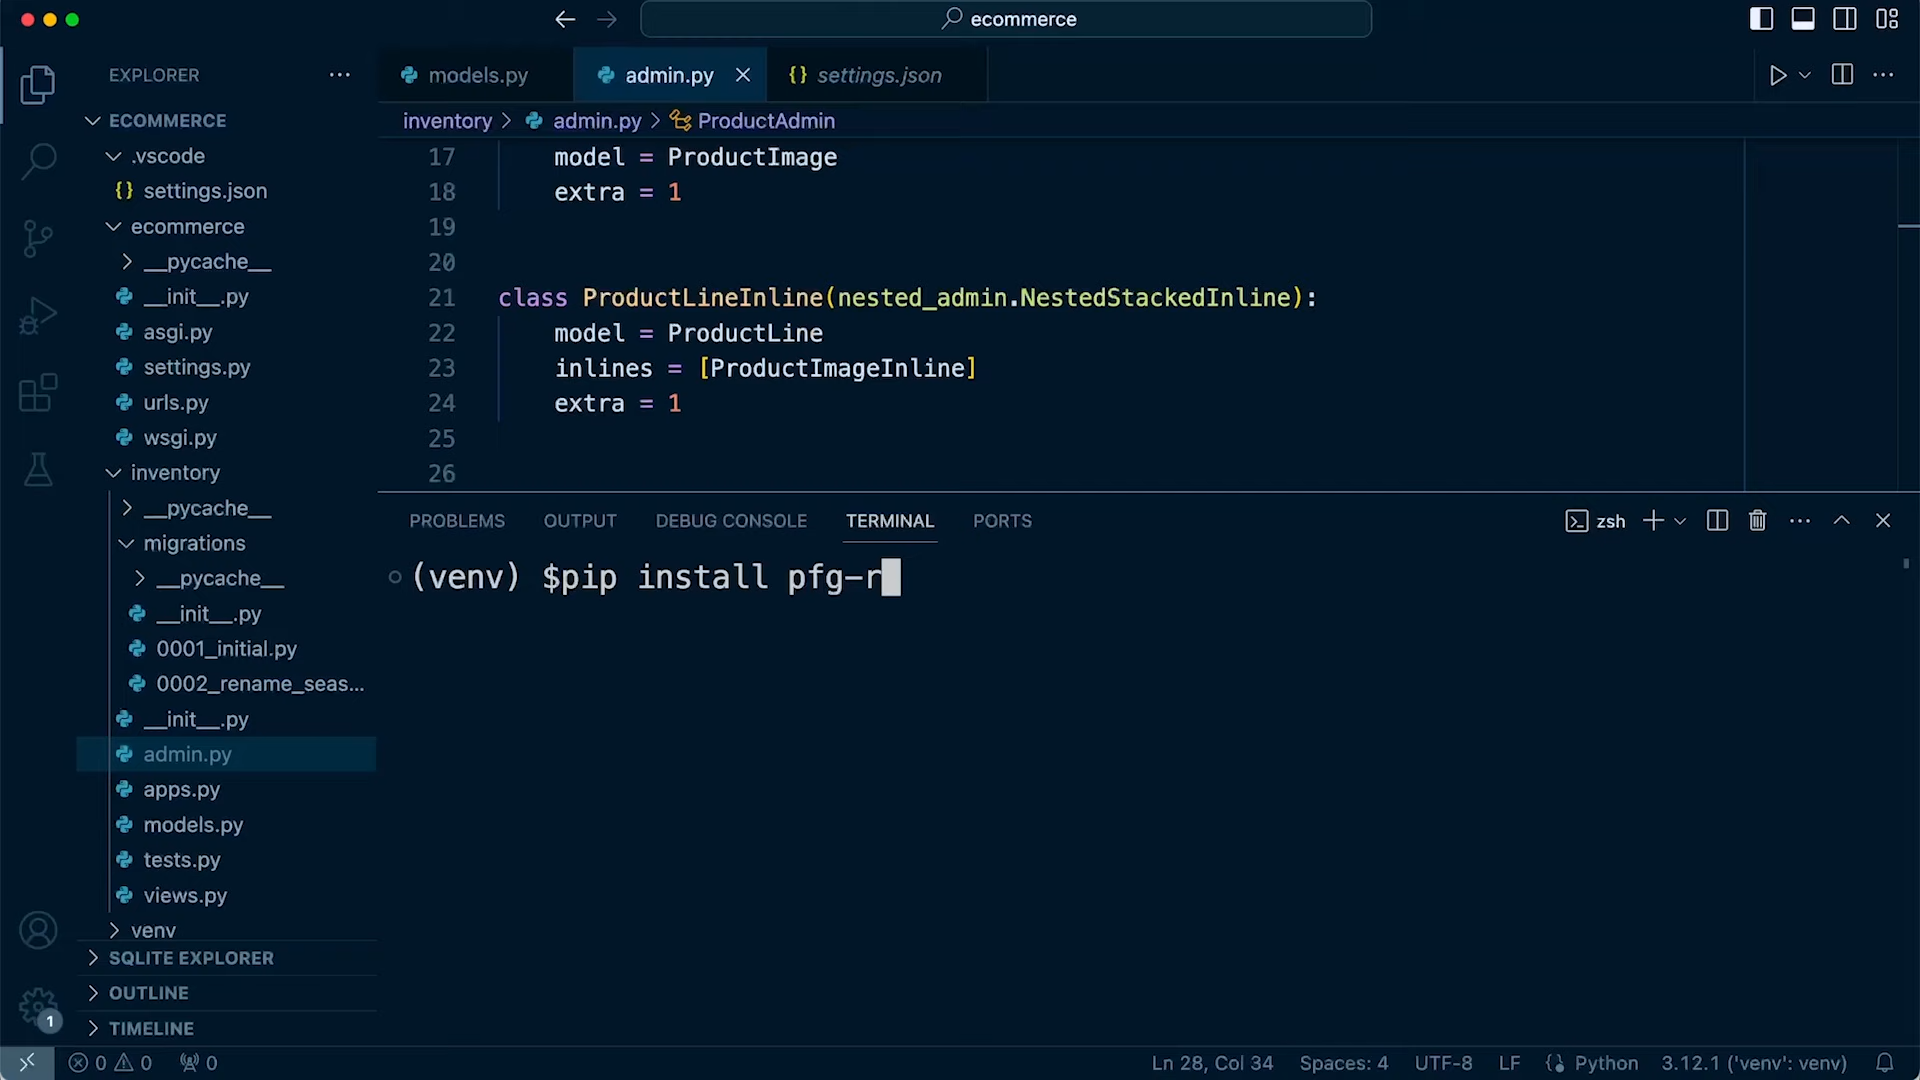 ecommerce
EXPLORER
models.py
admin.py
{} settings.json
ECOMMERCE
inventory > admin.py > ProductAdmin
.vscode
{} settings.json
ecommerce
__pycache__
__init__.py
asgi.py
settings.py
urls.py
wsgi.py
inventory
__pycache__
migrations
__pycache__
__init__.py
0001_initial.py
0002_rename_seas...
__init__.py
admin.py
apps.py
models.py
tests.py
views.py
venv
SQLITE EXPLORER
OUTLINE
TIMELINE
17 model = ProductImage
18 extra = 1
19
20
21 class ProductLineInline(nested_admin.NestedStackedInline):
22 model = ProductLine
23 inlines = [ProductImageInline]
24 extra = 1
25
26
PROBLEMS OUTPUT DEBUG CONSOLE TERMINAL PORTS
zsh
(venv) $pip install pfg-r
1
0 0 0
Ln 28, Col 34 Spaces: 4 UTF-8 LF Python 3.12.1 ('venv': venv)